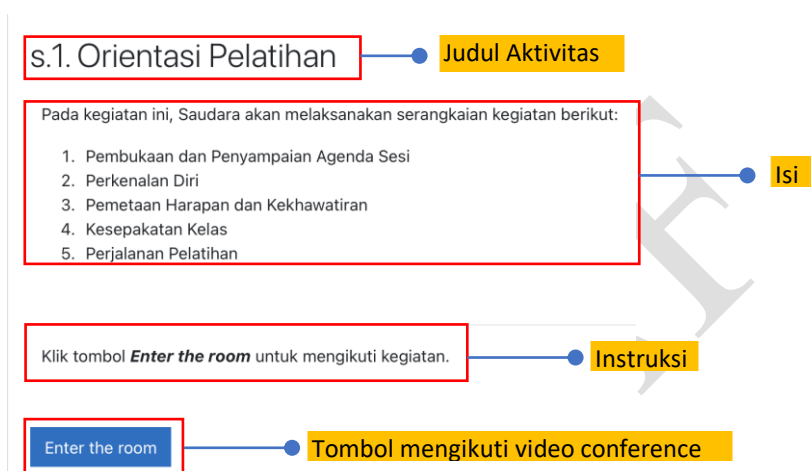 s.1. Orientasi Pelatihan
Judul Aktivitas
Pada kegiatan ini, Saudara akan melaksanakan serangkaian kegiatan berikut:
1. Pembukaan dan Penyampaian Agenda Sesi
2. Perkenalan Diri
3. Pemetaan Harapan dan Kekhawatiran
4. Kesepakatan Kelas
5. Perjalanan Pelatihan
Isi
Klik tombol Enter the room untuk mengikuti kegiatan.
Instruksi
Enter the room
Tombol mengikuti video conference